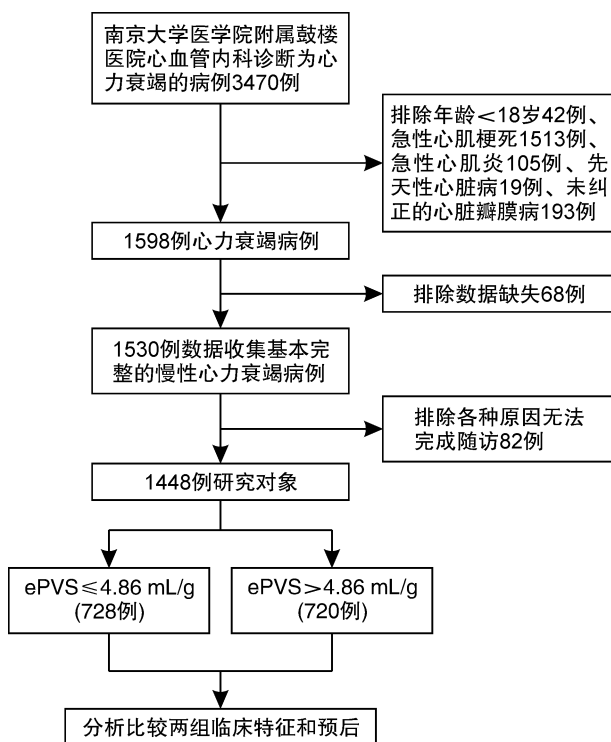 南京大学医学院附属鼓楼
医院心血管内科诊断为心
力衰竭的病例3470例
排除年龄<18岁42例、
急性心肌梗死1513例、
急性心肌炎105例、先
天性心脏病19例、未纠
正的心脏瓣膜病193例
1598例心力衰竭病例
排除数据缺失68例
1530例数据收集基本完
整的慢性心力衰竭病例
排除各种原因无法
完成随访82例
1448例研究对象
ePVS≤4.86 mL/g
(728例)
ePVS>4.86 mL/g
(720例)
分析比较两组临床特征和预后